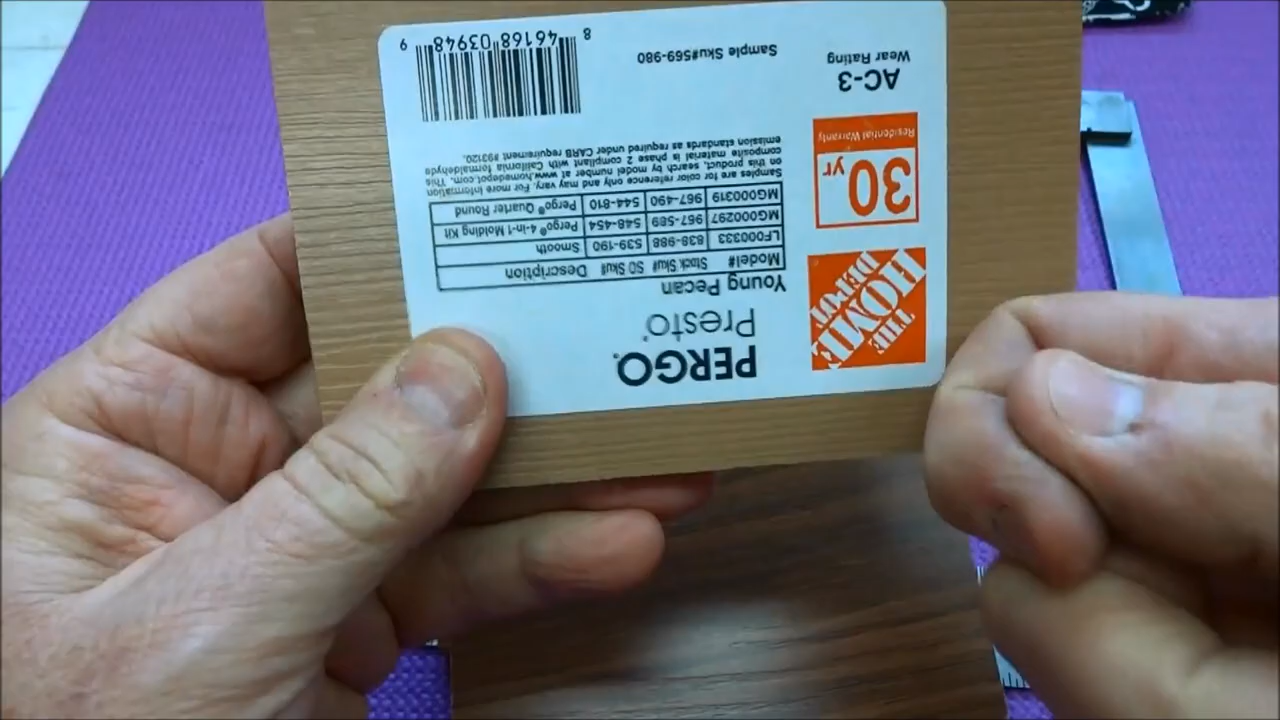 THE
HOME
DEPOT
PERGO®
Presto®
Young Pecan
Model# Stock Sku# SO Sku# Description
LF000333 838-988 539-190 Smooth
MG000297 967-589 548-454 Pergo® 4-in-1 Molding Kit
MG000319 967-490 544-810 Pergo® Quarter Round
Samples are for color reference only and may vary. For more information
on this product, search by model number at www.homedepot.com. This
composite material is phase 2 compliant with California formaldehyde
emission standards as required under CARB requirement #93120.
30 yr
Residential Warranty
AC-3
Wear Rating
Sample Sku#569-980
8 46168 03948 9